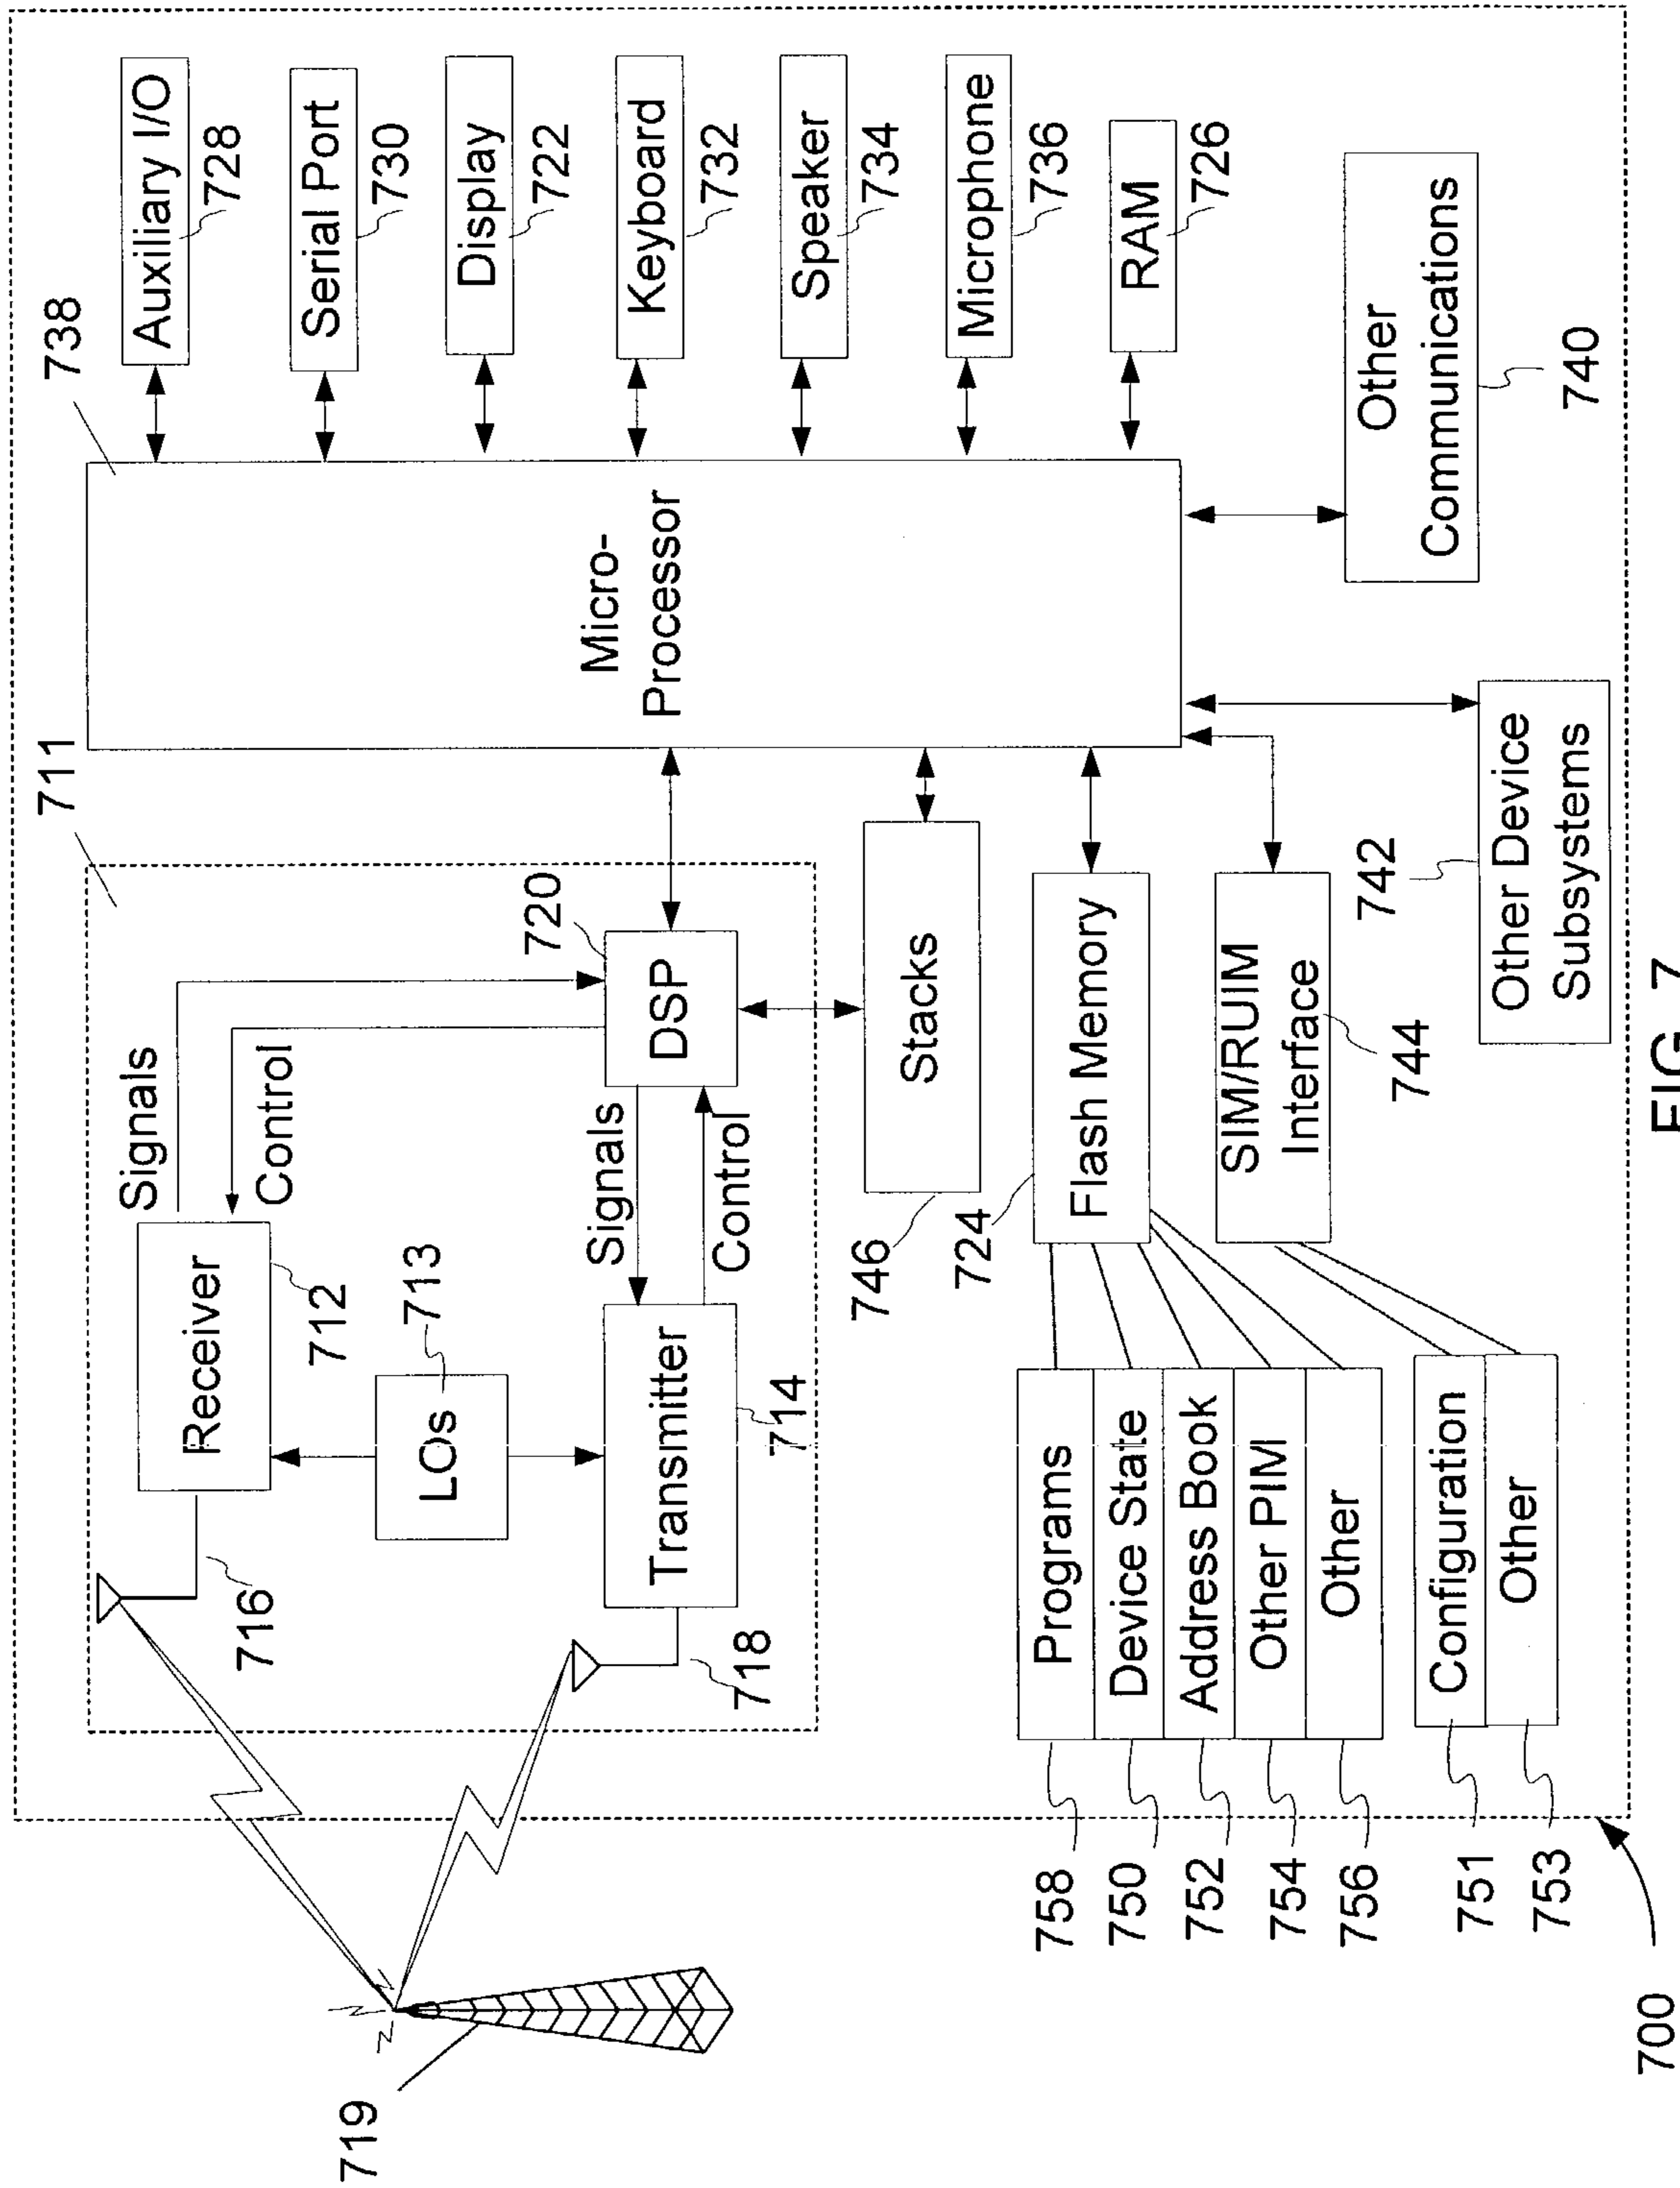 738
711
Auxiliary I/O
728
Serial Port
730
Display
722
Keyboard
732
Speaker
734
Microphone
736
RAM
726
Micro-
Processor
Other
Communications
740
Other Device
Subsystems
742
Signals
Control
720
DSP
Receiver
712
713
LOs
Signals
Control
Transmitter
714
716
718
719
Stacks
746
724
Flash Memory
SIM/RUIM
Interface
744
Programs
Device State
Address Book
Other PIM
Other
Configuration
Other
758
750
752
754
756
751
753
700
FIG 7